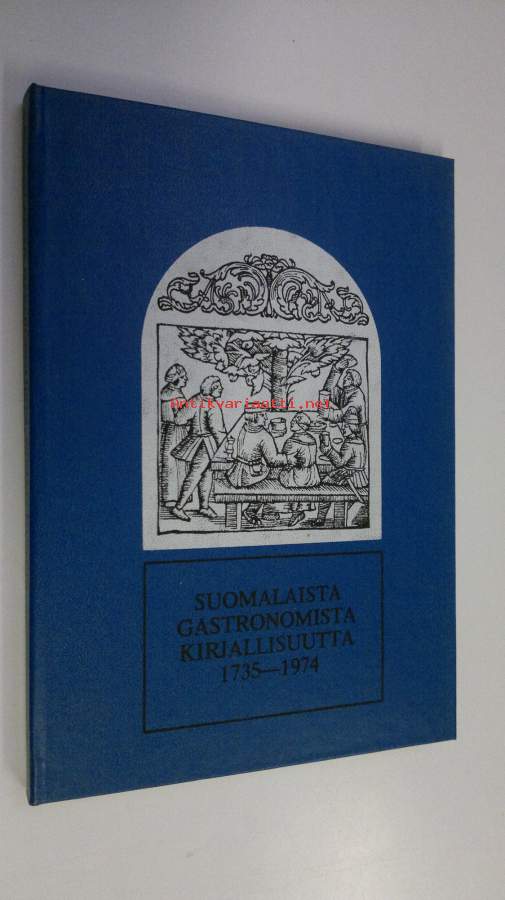 Antikvariaatti.net
SUOMALAISTA
GASTRONOMISTA
KIRJALLISUUTTA
1735—1974